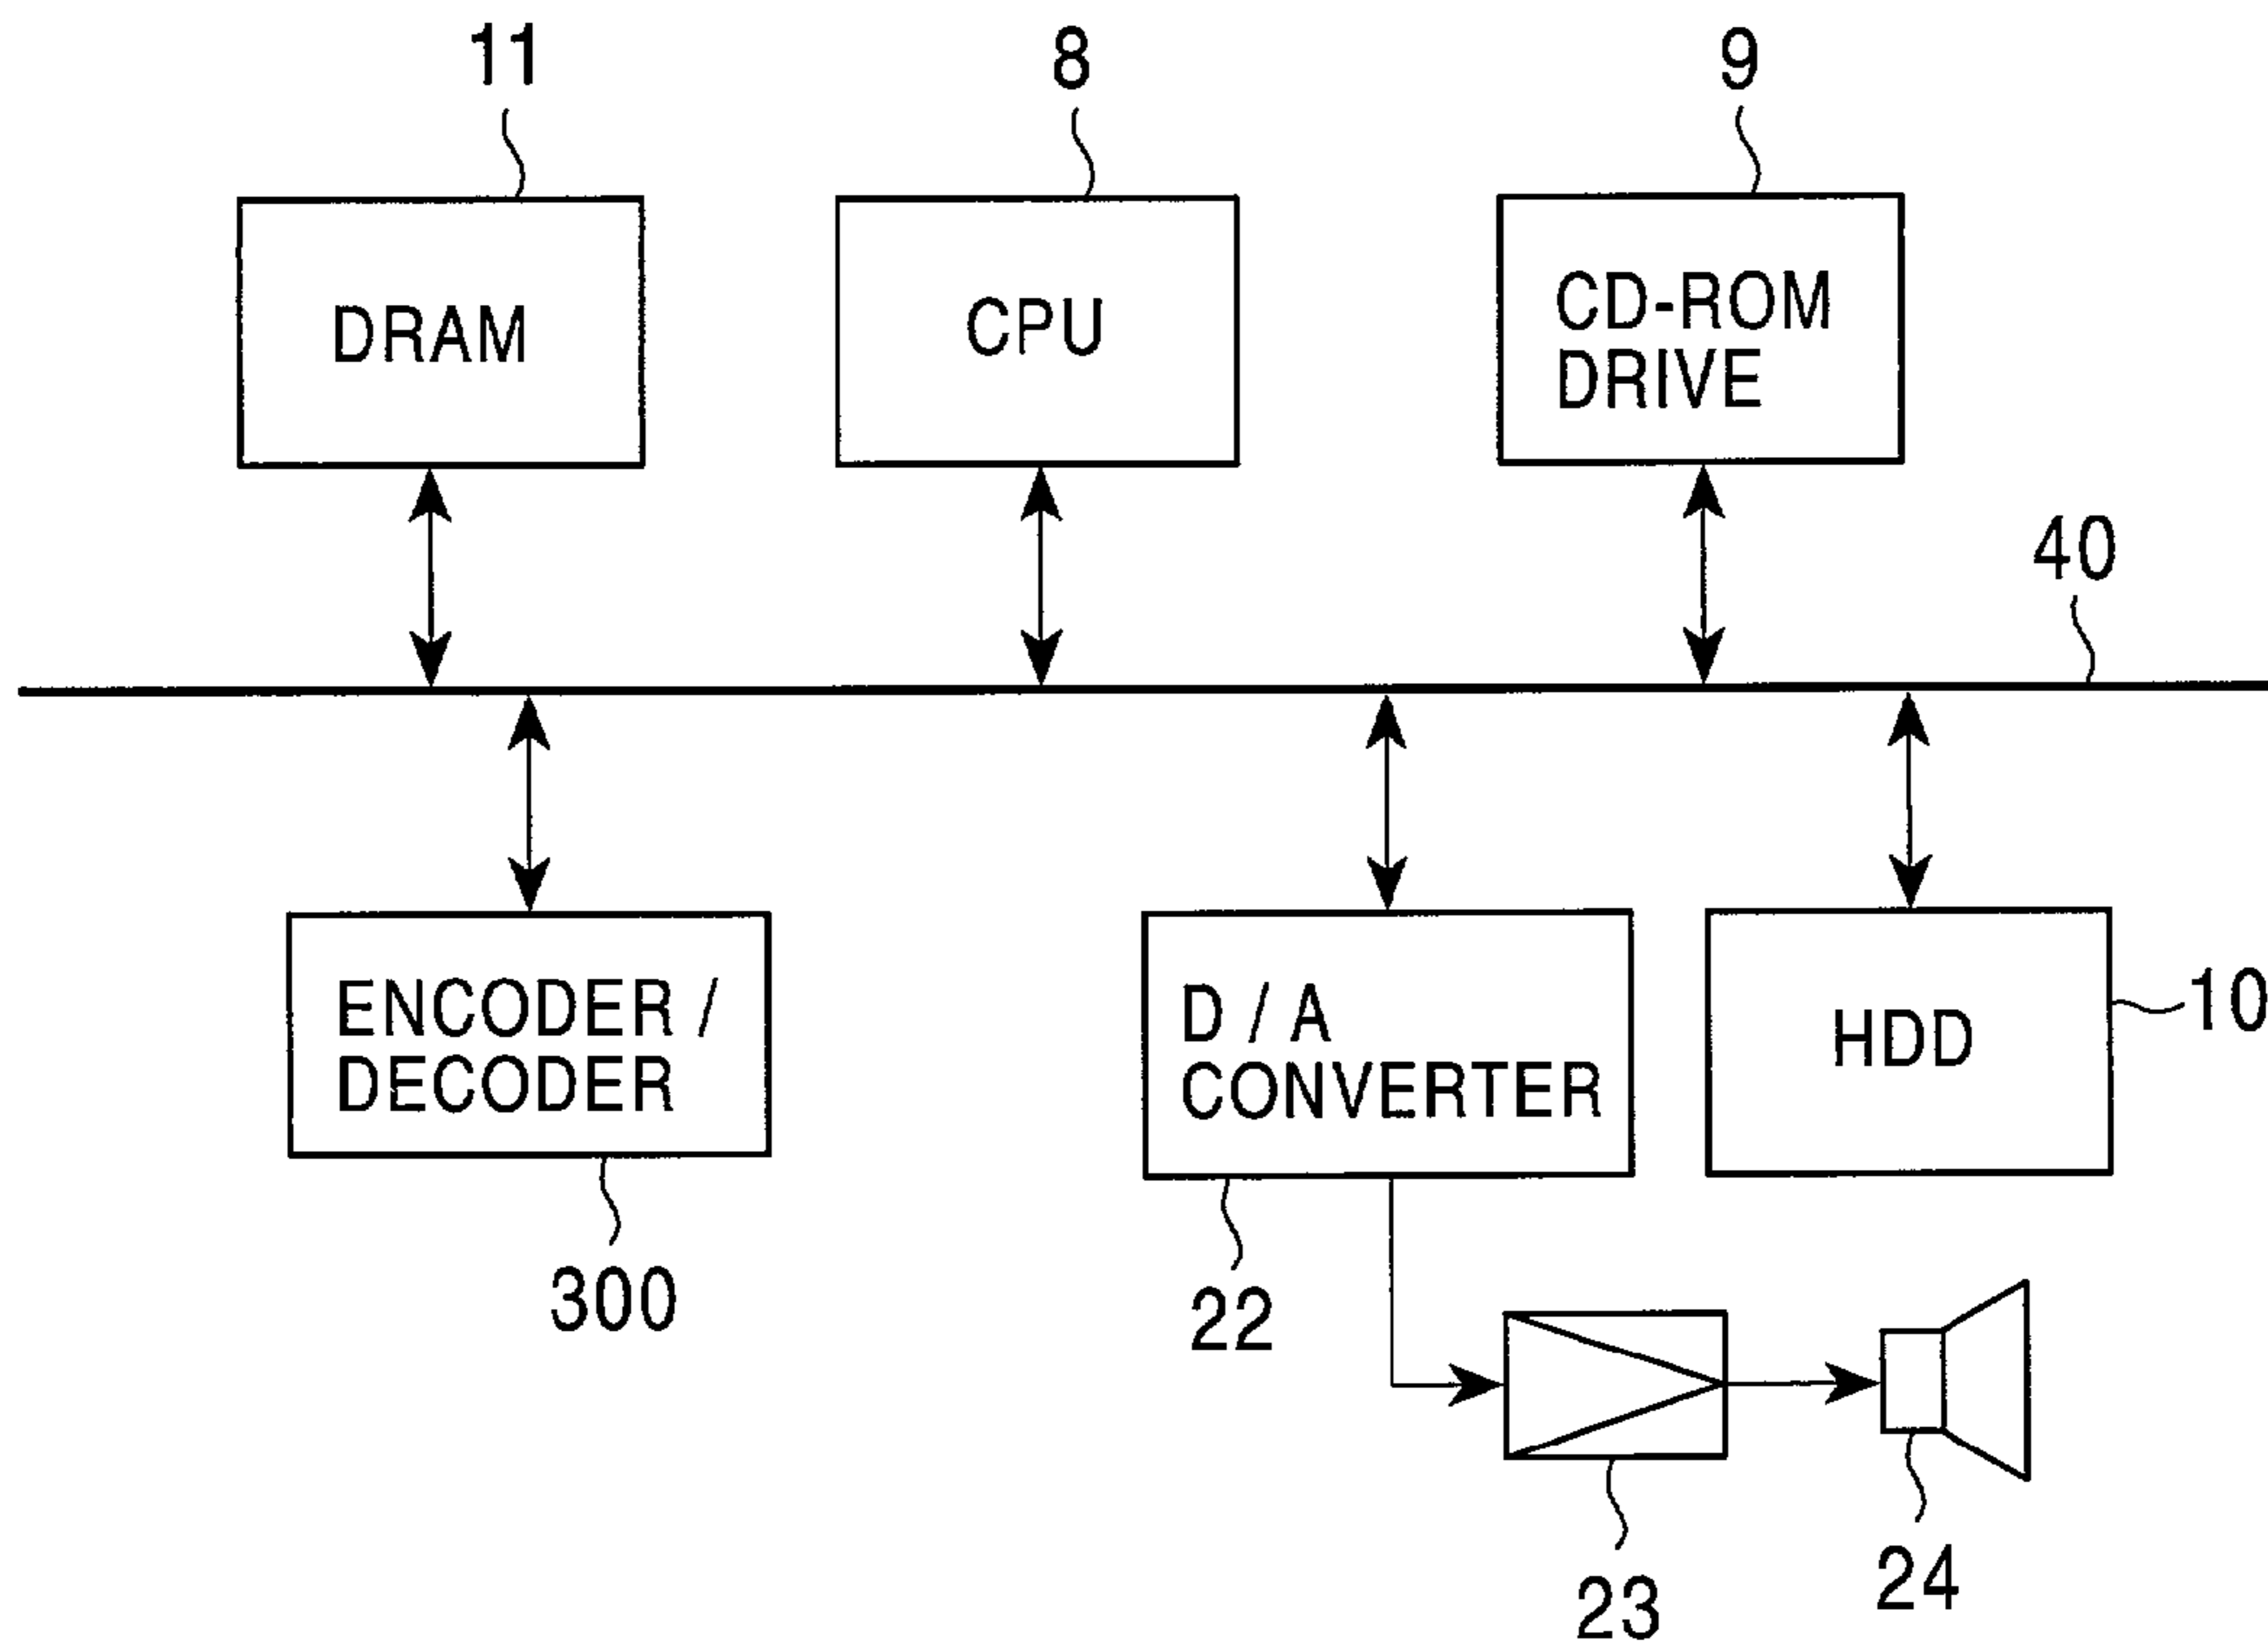 11
8
9
DRAM
CPU
CD-ROM
DRIVE
40
ENCODER /
DECODER
D / A
CONVERTER
HDD
10
300
22
23
24